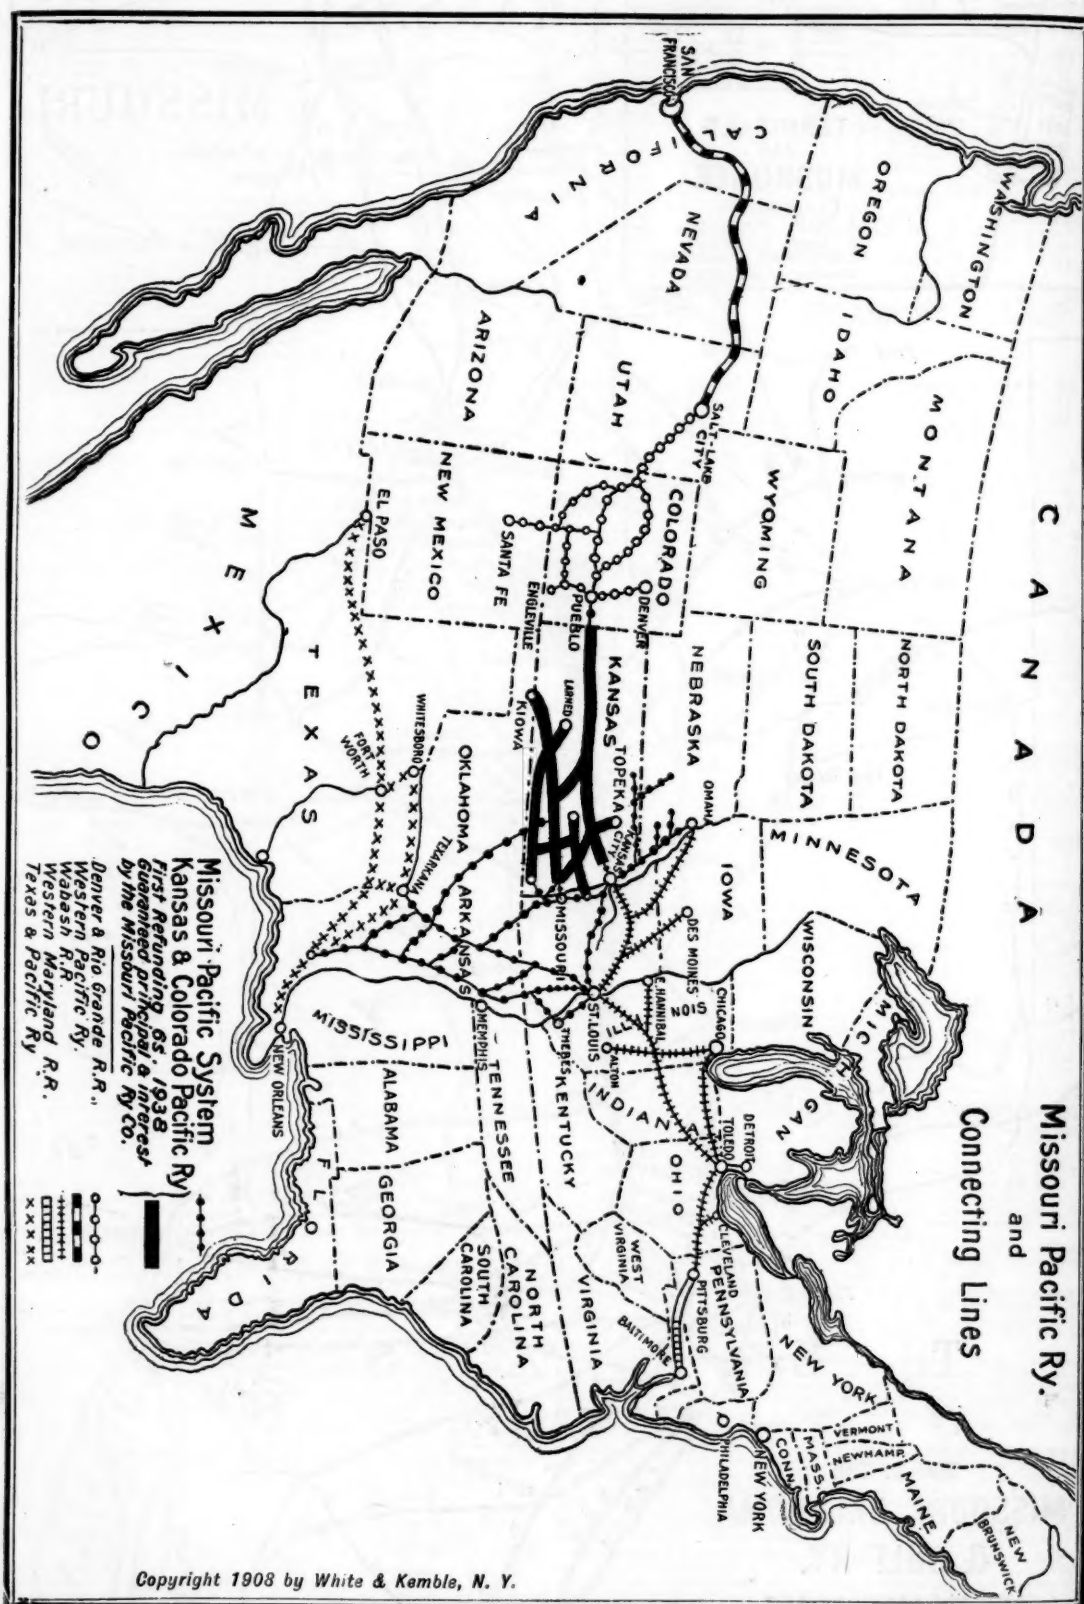 Missouri Pacific Ry.
and
Connecting Lines
CANADA
WASHINGTON
OREGON
IDAHO
MONTANA
NORTH DAKOTA
SOUTH DAKOTA
MINNESOTA
WISCONSIN
MICHIGAN
WYOMING
NEBRASKA
IOWA
OMAHA
DES MOINES
CHICAGO
DETROIT
TOLEDO
CLEVELAND
SAN
FRANCISCO
CALIFORNIA
NEVADA
UTAH
SALT LAKE
CITY
COLORADO
DENVER
PUEBLO
KANSAS
TOPEKA
KANSAS
CITY
LARNED
KIOWA
ENGLEVILLE
SANTA FE
MISSOURI
ST. LOUIS
E. HANNIBAL
ILLINOIS
ALTON
THEBES
INDIANA
OHIO
KENTUCKY
WEST
VIRGINIA
VIRGINIA
PITTSBURG
PENNSYLVANIA
BALTIMORE
PHILADELPHIA
NEW YORK
NEW YORK
CONN.
MASS
VERMONT
NEWHAMP.
MAINE
NEW
BRUNSWICK
ARIZONA
NEW MEXICO
EL PASO
TEXAS
WHITESBORO
FORT
WORTH
OKLAHOMA
TEXARKANA
ARKANSAS
MEMPHIS
TENNESSEE
NORTH
CAROLINA
SOUTH
CAROLINA
MISSISSIPPI
ALABAMA
GEORGIA
FLORIDA
NEW ORLEANS
MEXICO
Missouri Pacific System
Kansas & Colorado Pacific Ry
First Refunding 6s, 1938
Guaranteed principal & interest
by the Missouri Pacific Ry Co.
Denver & Rio Grande R.R.,
Western Pacific Ry.
Wabash R.R.
Western Maryland R.R.
Texas & Pacific Ry
Copyright 1908 by White & Kemble, N. Y.